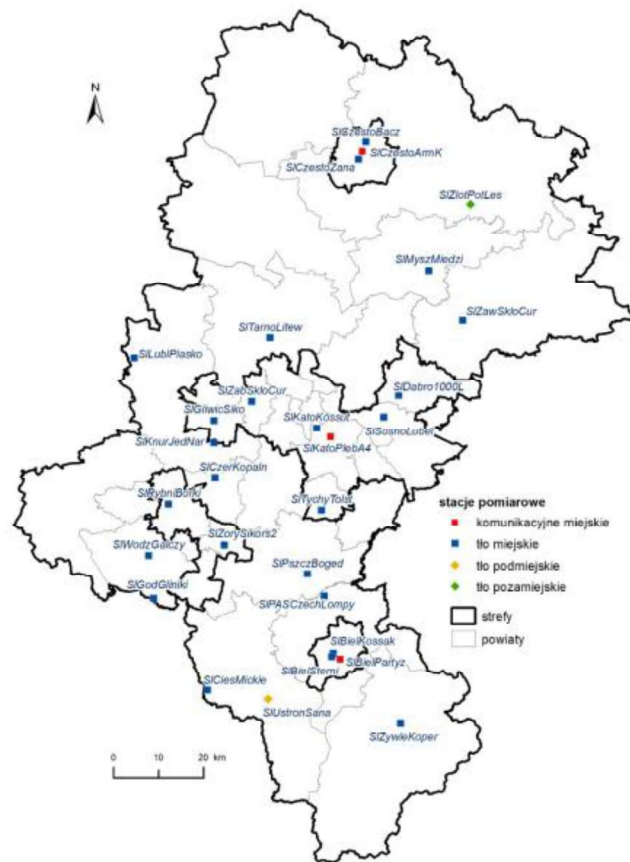 N
SlCzestoBacz
SlCzestoArmK
SlCzestoZana
SlZlotPotLes
SlMyszMiedzi
SlZawSkloCur
SlTarnoLitew
SlLublPiasko
SlDabro1000L
SlZabSkloCur
SlGliwicSiko
SlKatoKossut
SlSosnoLubel
SlKnurJedNar
SlKatoPlebA4
SlCzerKopaln
SlRybniBorki
SlTychyTolst
stacje pomiarowe
komunikacyjne miejskie
SlZorySikors2
tło miejskie
SlWodzGalczy
tło podmiejskie
SlPszczBoged
tło pozamiejskie
SlGodGliniki
SlPASCzechLompy
strefy
powiaty
SlBielKossak
SlBielPartyz
SlBielSterni
SlCiesMickie
SlUstronSana
SlZywieKoper
0 10 20 km